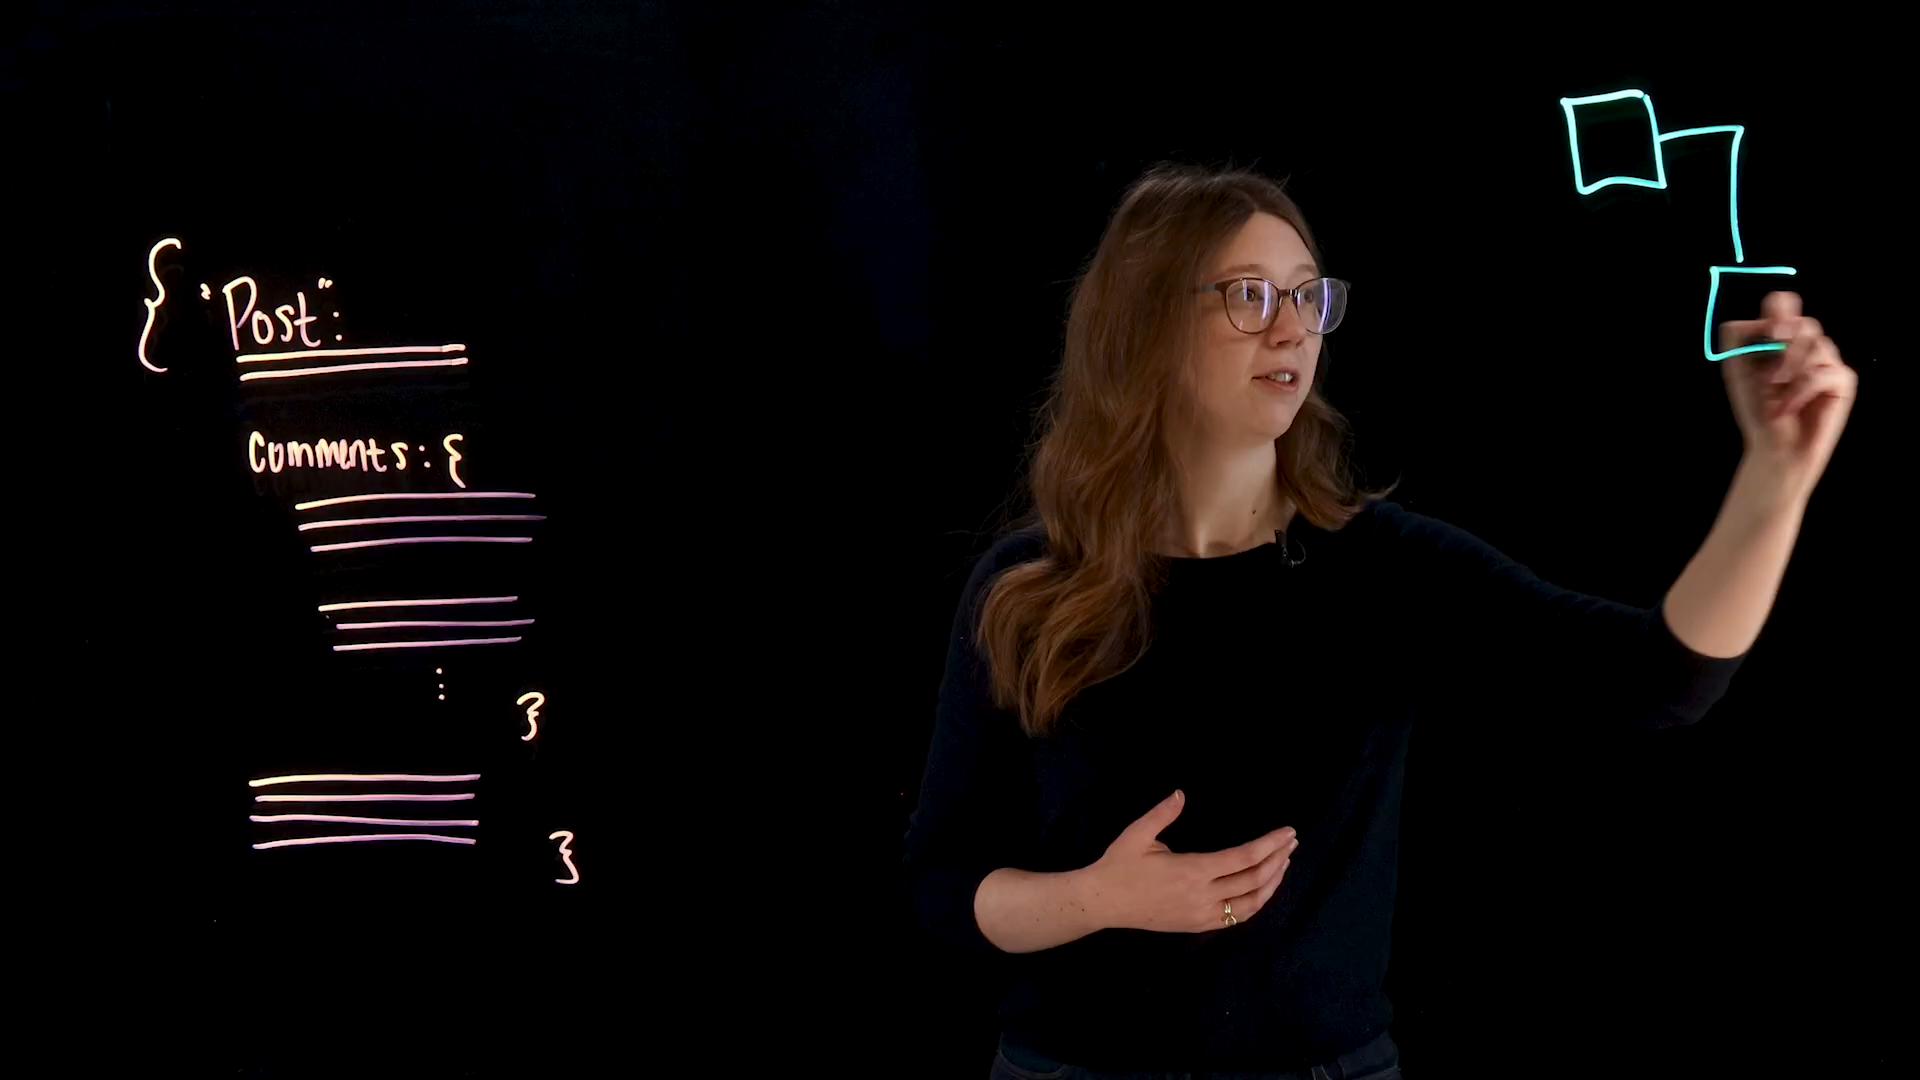 { "Post":
Comments: {
⋮
}
}